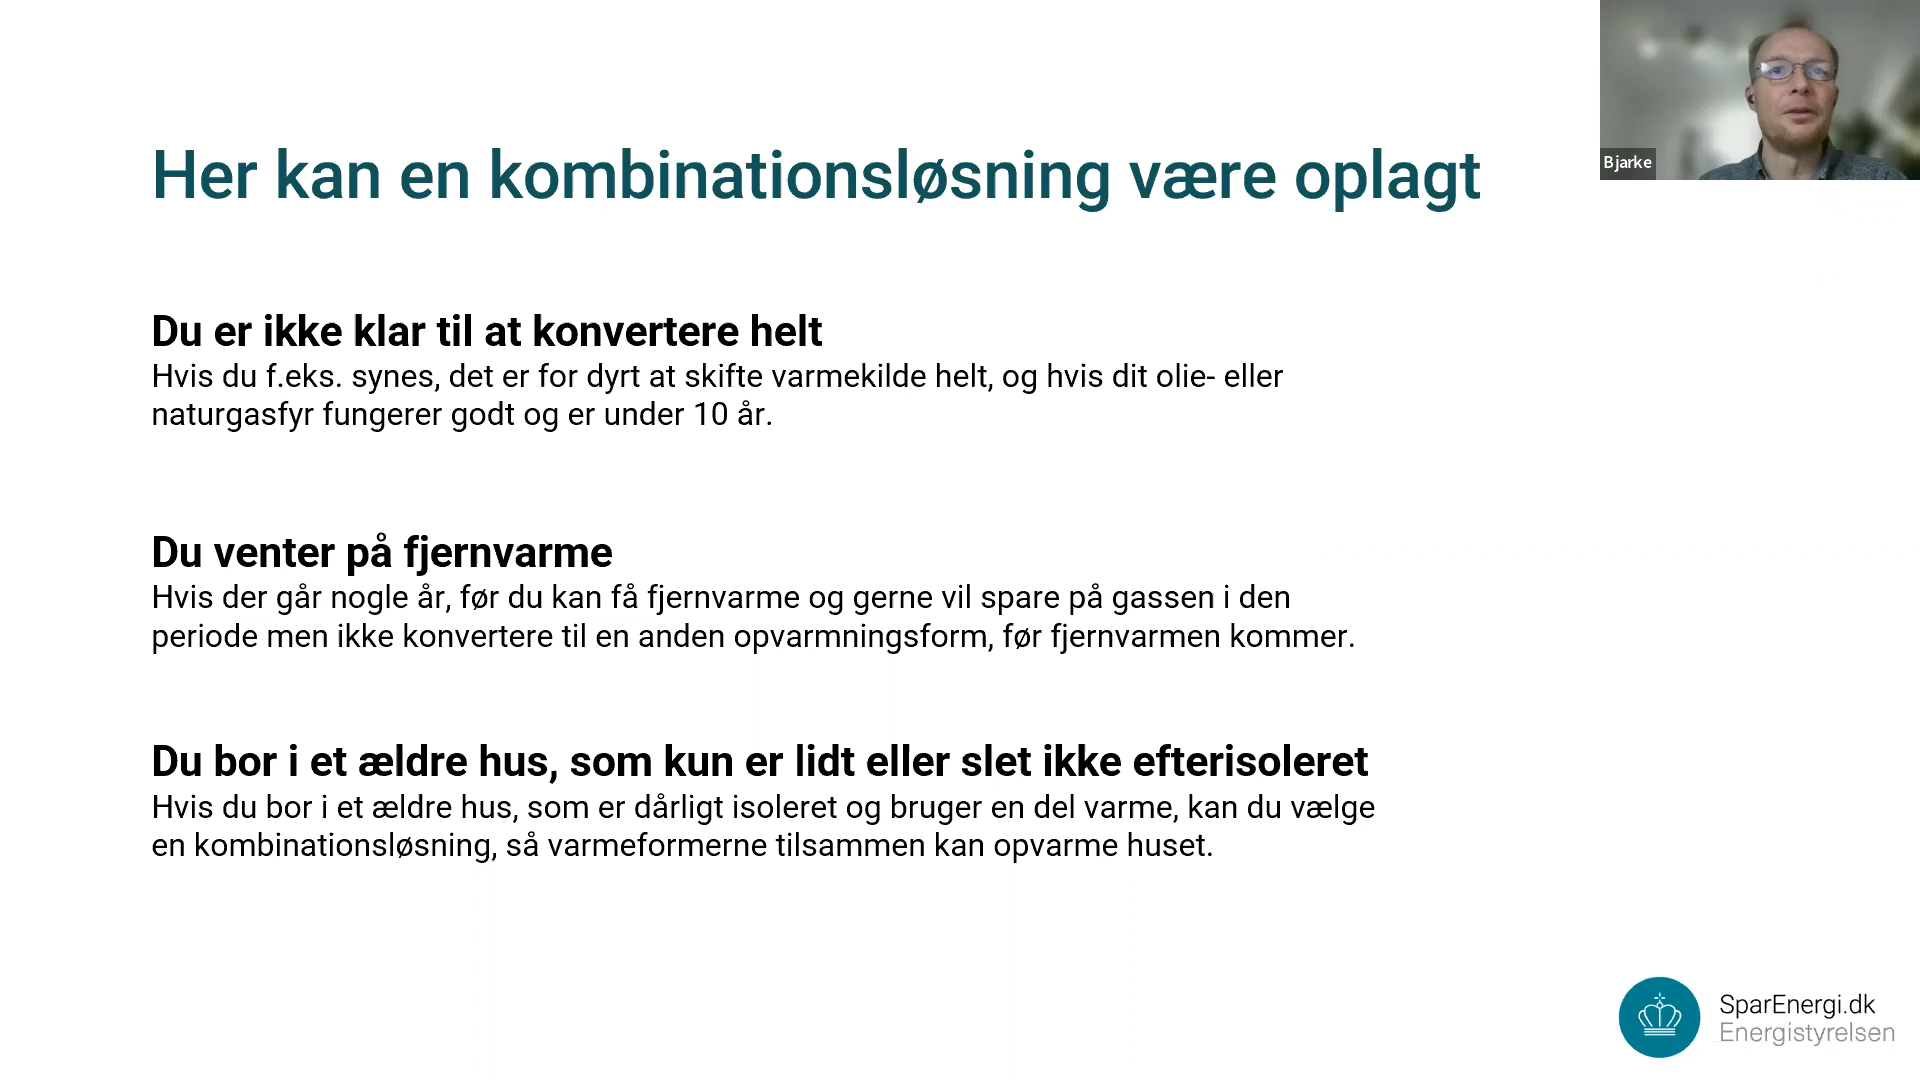 Her kan en kombinationsløsning være oplagt
Bjarke
Du er ikke klar til at konvertere helt
Hvis du f.eks. synes, det er for dyrt at skifte varmekilde helt, og hvis dit olie- eller
naturgasfyr fungerer godt og er under 10 år.
Du venter på fjernvarme
Hvis der går nogle år, før du kan få fjernvarme og gerne vil spare på gassen i den
periode men ikke konvertere til en anden opvarmningsform, før fjernvarmen kommer.
Du bor i et ældre hus, som kun er lidt eller slet ikke efterisoleret
Hvis du bor i et ældre hus, som er dårligt isoleret og bruger en del varme, kan du vælge
en kombinationsløsning, så varmeformerne tilsammen kan opvarme huset.
SparEnergi.dk
Energistyrelsen